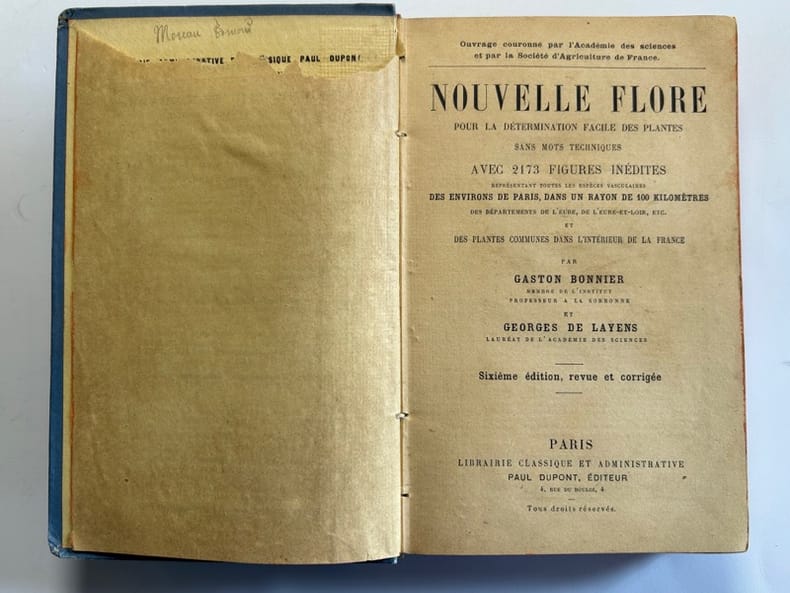 Moreau
SIQUE PAUL DUPONT
Ouvrage couronné par l'Académie des sciences
et par la Société d'Agriculture de France.
NOUVELLE FLORE
POUR LA DÉTERMINATION FACILE DES PLANTES
SANS MOTS TECHNIQUES
AVEC 2173 FIGURES INÉDITES
REPRÉSENTANT TOUTES LES ESPÈCES VASCULAIRES
DES ENVIRONS DE PARIS, DANS UN RAYON DE 100 KILOMÈTRES
DES DÉPARTEMENTS DE L'EURE, DE L'EURE-ET-LOIR, ETC.
ET
DES PLANTES COMMUNES DANS L'INTÉRIEUR DE LA FRANCE
PAR
GASTON BONNIER
MEMBRE DE L'INSTITUT
PROFESSEUR A LA SORBONNE
ET
GEORGES DE LAYENS
LAURÉAT DE L'ACADÉMIE DES SCIENCES
Sixième édition, revue et corrigée
PARIS
LIBRAIRIE CLASSIQUE ET ADMINISTRATIVE
PAUL DUPONT, ÉDITEUR
4, RUE DU BOULOI, 4
Tous droits réservés.